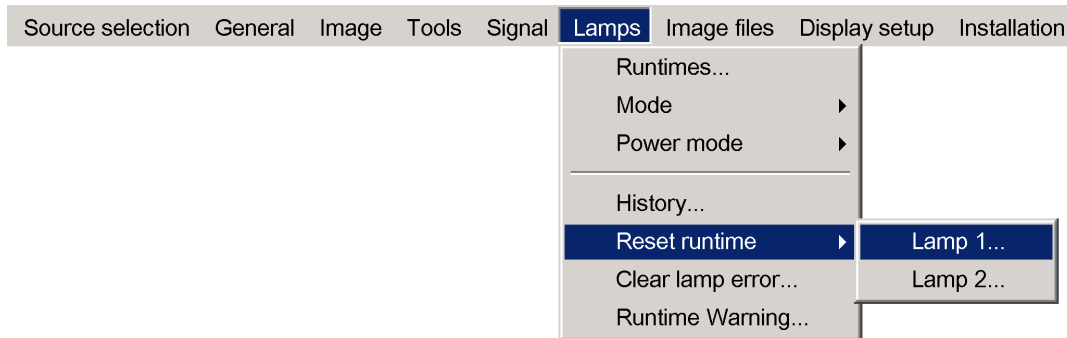 Source selection General Image Tools Signal Lamps Image files Display setup Installation
Runtimes...
Mode
Power mode
History...
Reset runtime Lamp 1...
Clear lamp error... Lamp 2...
Runtime Warning...